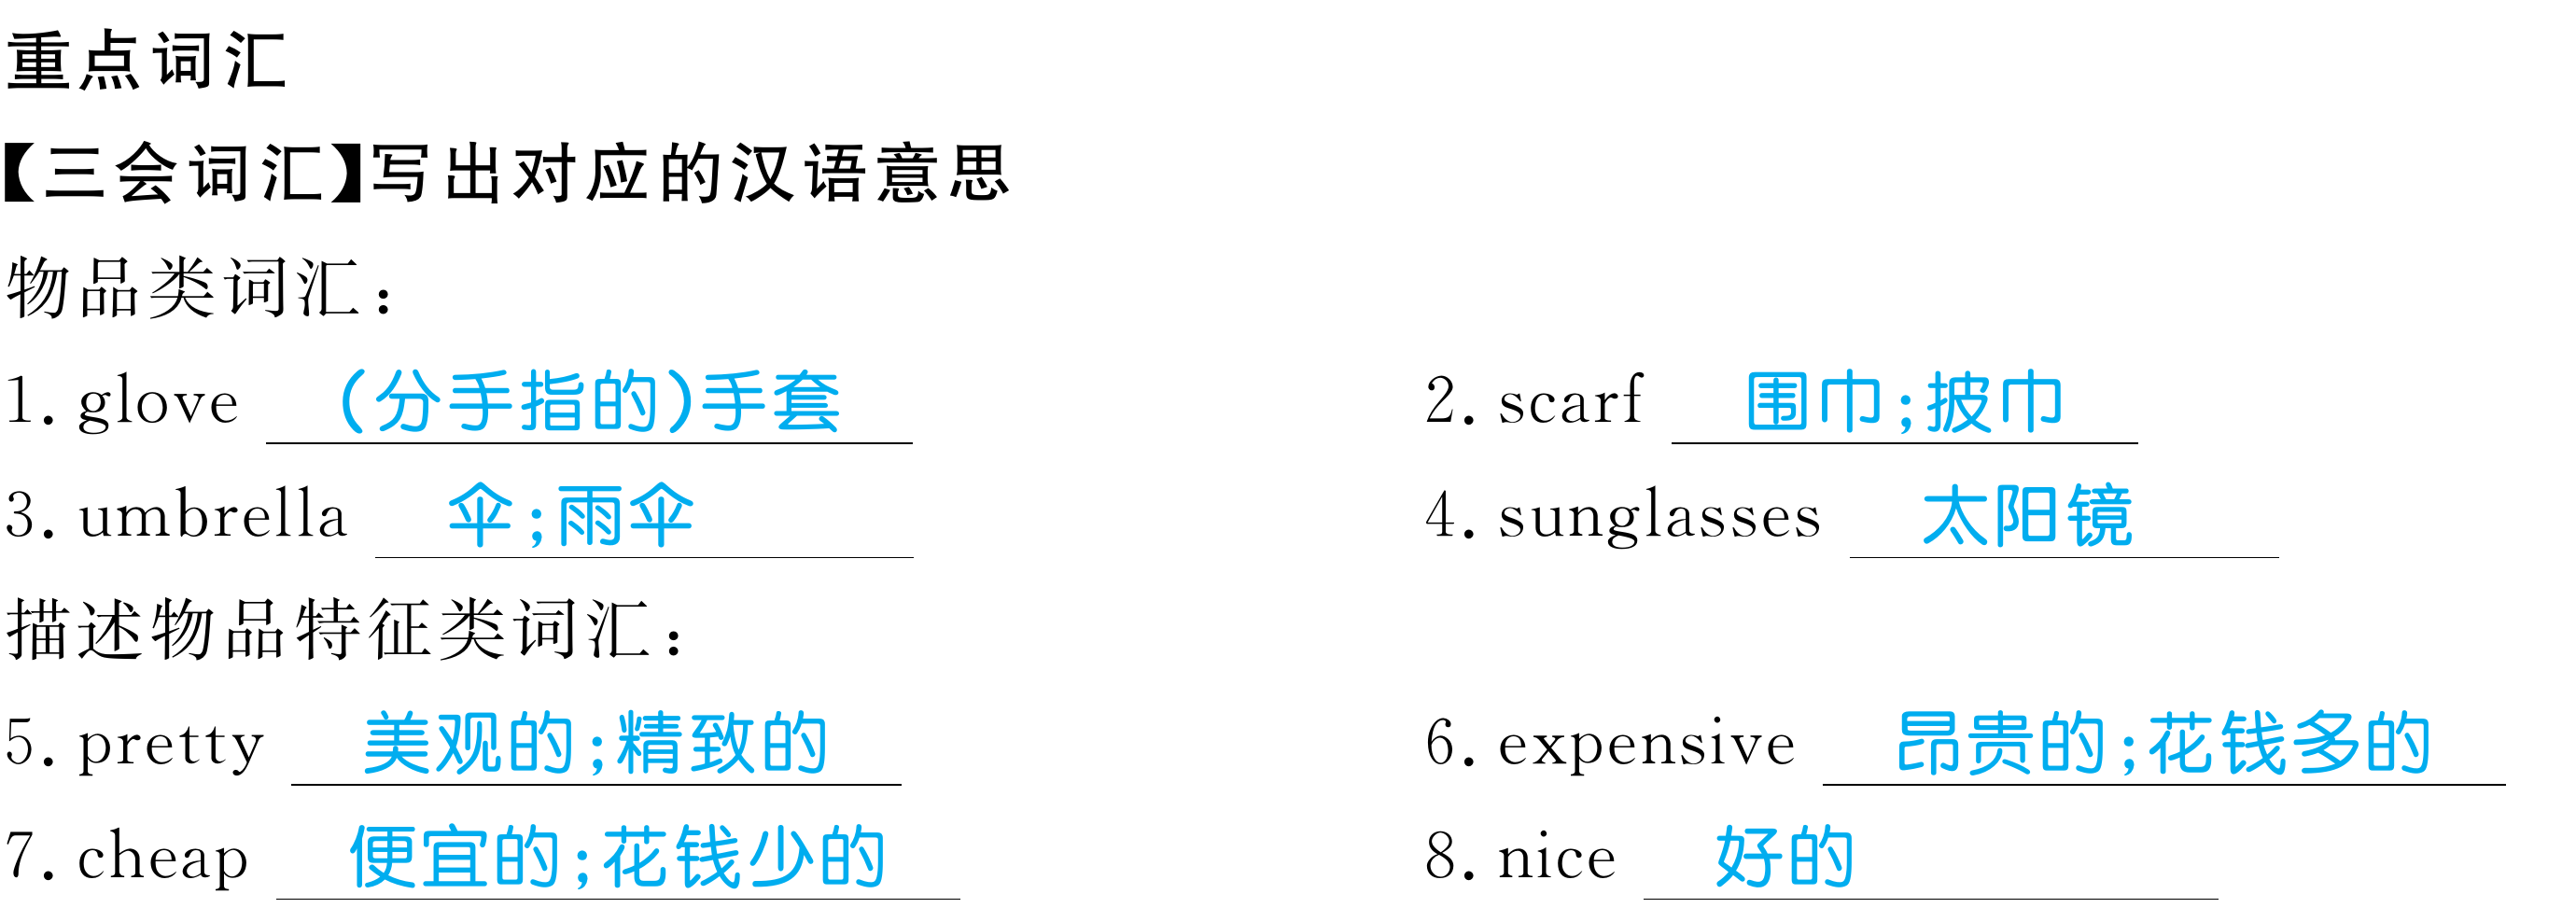 重点词汇
【三会词汇】写出对应的汉语意思
物品类词汇：
1. glove （分手指的）手套 2. scarf 围巾；披巾
3. umbrella 伞；雨伞 4. sunglasses 太阳镜
描述物品特征类词汇：
5. pretty 美观的；精致的 6. expensive 昂贵的；花钱多的
7. cheap 便宜的；花钱少的 8. nice 好的